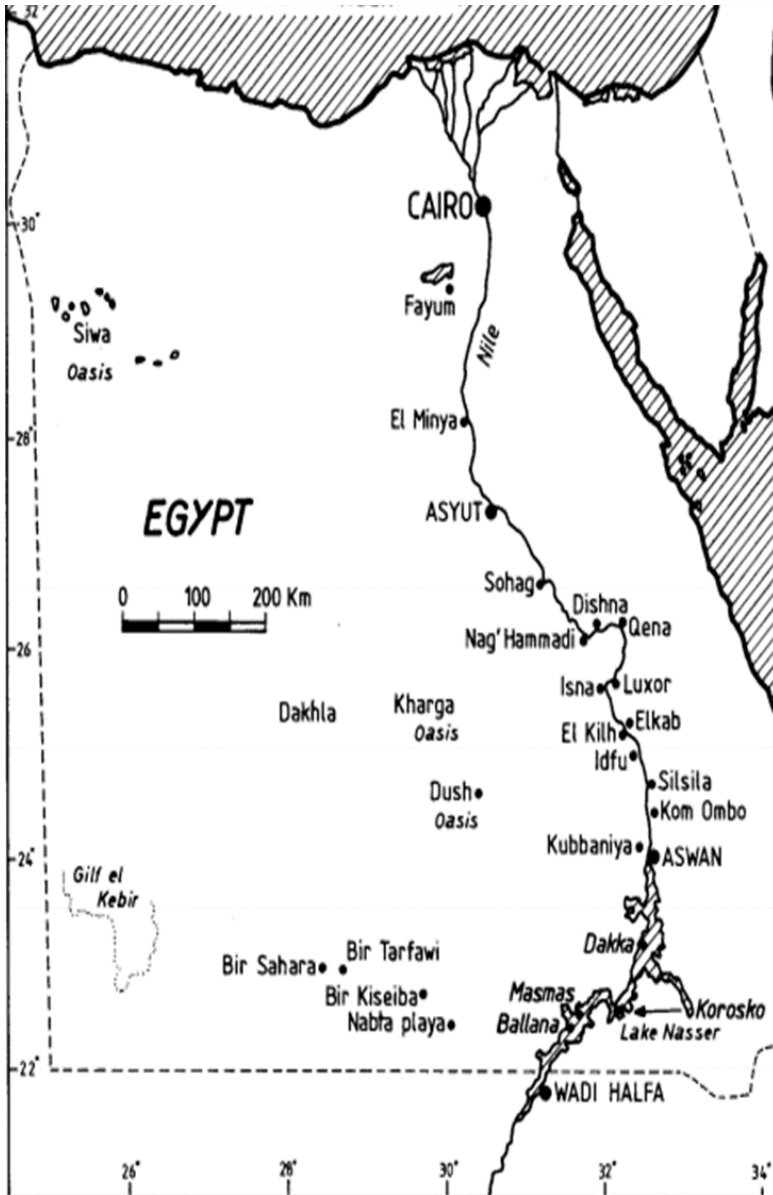 32°
CAIRO
30°
Fayum
Siwa
Oasis
Nile
El Minya
28°
EGYPT
ASYUT
0 100 200 Km
Sohag
Dishna
Qena
Nag' Hammadi
26
Isna
Luxor
Dakhla
Kharga
Oasis
Elkab
El Kilh
Idfu
Dush
Oasis
Silsila
Kom Ombo
Kubbaniya
ASWAN
24°
Gilf el
Kebir
Dakka
Bir Sahara
Bir Tarfawi
Bir Kiseiba
Nabta playa
Masmas
Ballana
Korosko
Lake Nasser
22°
WADI HALFA
26° 28° 30° 32° 34°